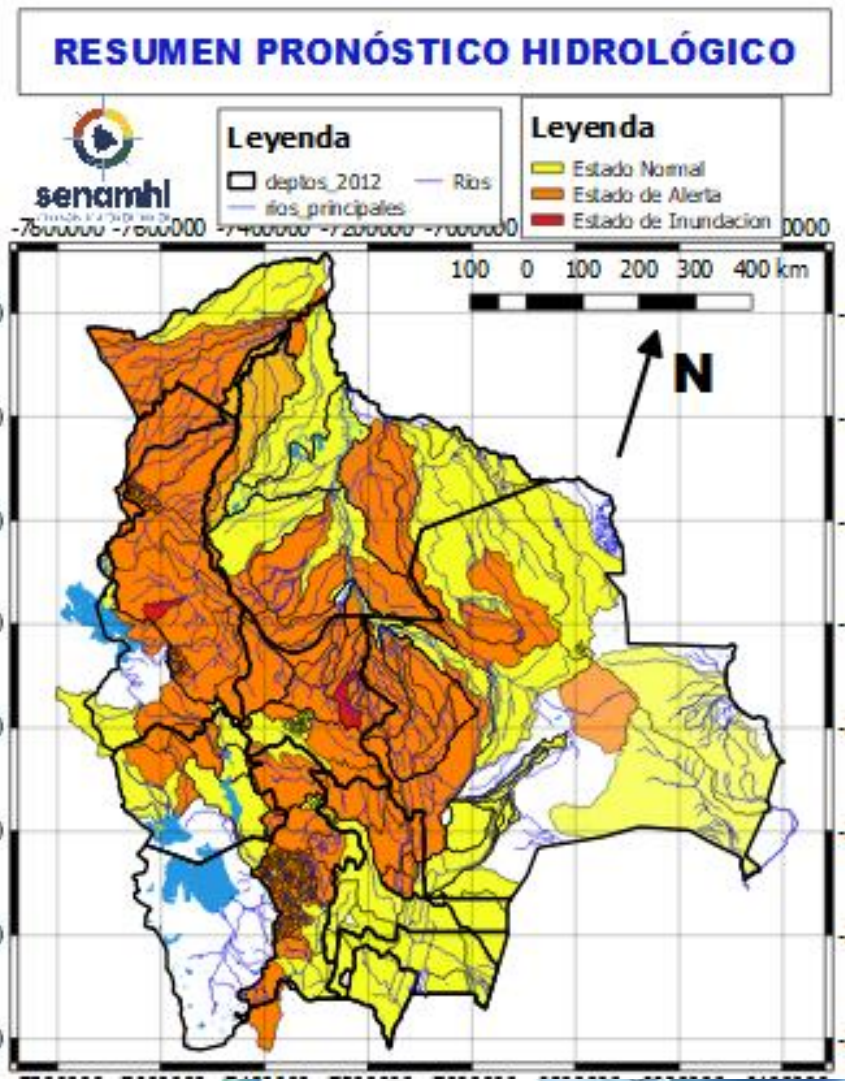 RESUMEN PRONÓSTICO HIDROLÓGICO
senamhi
Leyenda
deptos_2012
Rios
rios_principales
Leyenda
Estado Normal
Estado de Alerta
Estado de Inundacion
-7800000 -7600000 -7400000 -7200000 -7000000
100 0 100 200 300 400 km
N